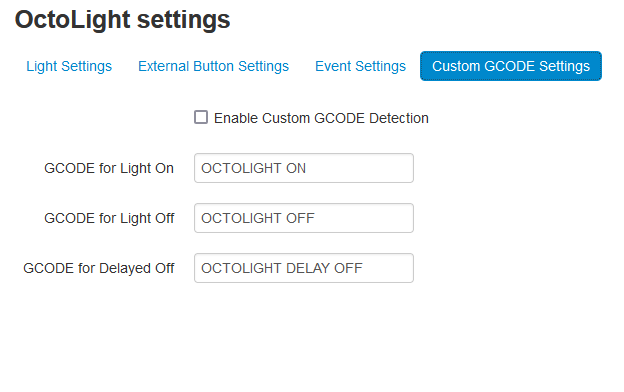 OctoLight settings
Light Settings External Button Settings Event Settings Custom GCODE Settings
Enable Custom GCODE Detection
GCODE for Light On OCTOLIGHT ON
GCODE for Light Off OCTOLIGHT OFF
GCODE for Delayed Off OCTOLIGHT DELAY OFF